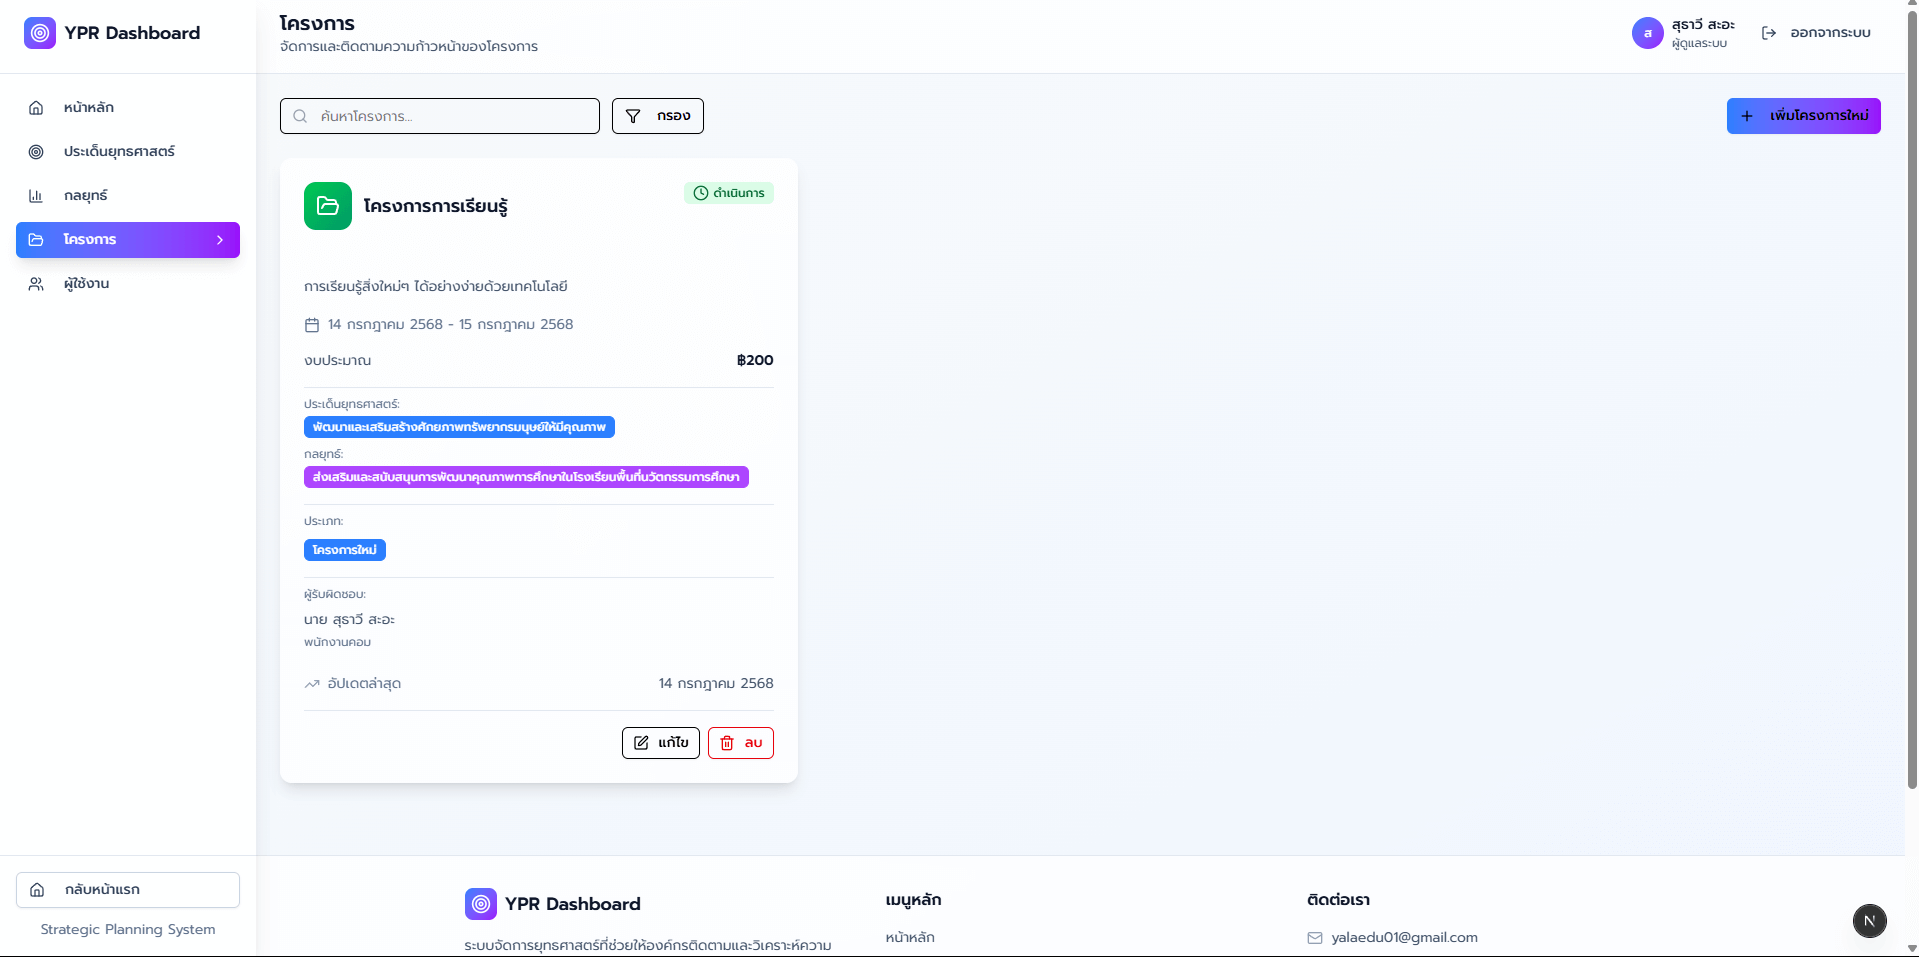 YPR Dashboard
หน้าหลัก
ประเด็นยุทธศาสตร์
กลยุทธ์
โครงการ
ผู้ใช้งาน
กลับหน้าแรก
Strategic Planning System
โครงการ
จัดการและติดตามความก้าวหน้าของโครงการ
ส
สุธาวี สะอะ
ผู้ดูแลระบบ
ออกจากระบบ
ค้นหาโครงการ...
กรอง
เพิ่มโครงการใหม่
โครงการการเรียนรู้
ดำเนินการ
การเรียนรู้สิ่งใหม่ๆ ได้อย่างง่ายด้วยเทคโนโลยี
14 กรกฎาคม 2568 - 15 กรกฎาคม 2568
งบประมาณ ฿200
ประเด็นยุทธศาสตร์:
พัฒนาและเสริมสร้างศักยภาพทรัพยากรมนุษย์ให้มีคุณภาพ
กลยุทธ์:
ส่งเสริมและสนับสนุนการพัฒนาคุณภาพการศึกษาในโรงเรียนพื้นที่นวัตกรรมการศึกษา
ประเภท:
โครงการใหม่
ผู้รับผิดชอบ:
นาย สุธาวี สะอะ
พนักงานคอม
อัปเดตล่าสุด 14 กรกฎาคม 2568
แก้ไข
ลบ
YPR Dashboard
ระบบจัดการยุทธศาสตร์ที่ช่วยให้องค์กรติดตามและวิเคราะห์ความ
เมนูหลัก
หน้าหลัก
ติดต่อเรา
yalaedu01@gmail.com
N